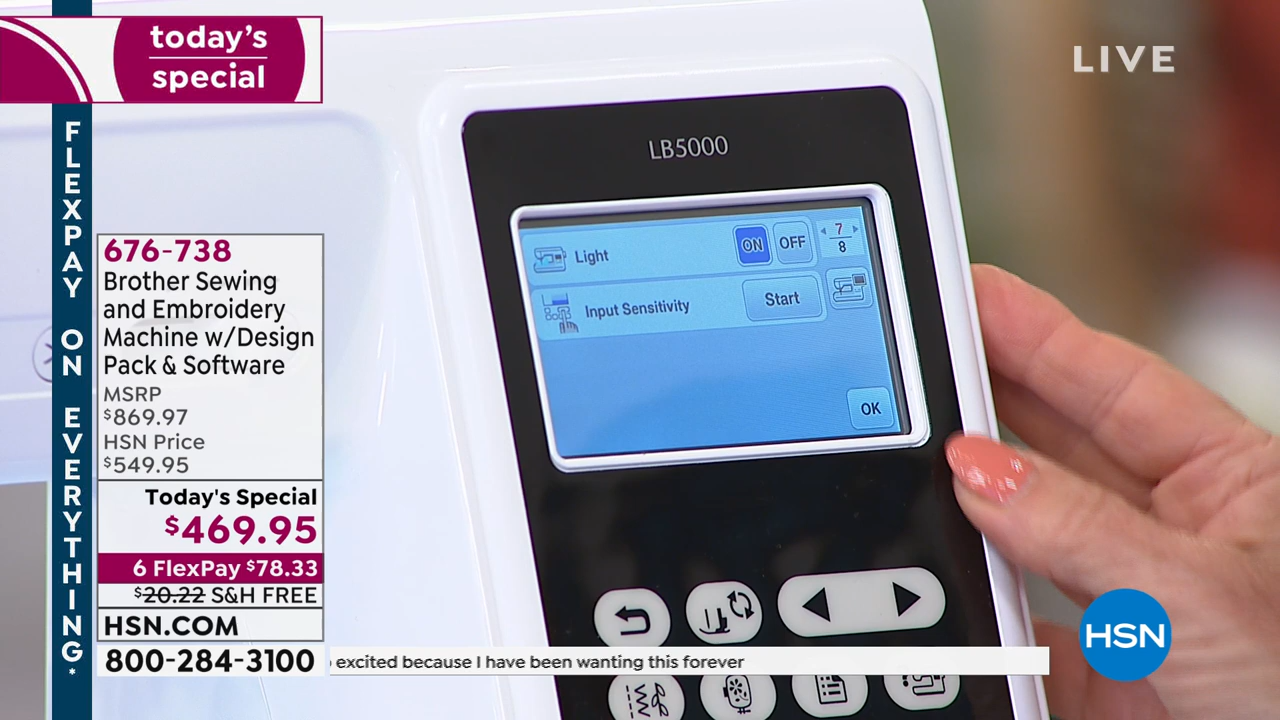 today's
special
LIVE
FLEXPAY ON EVERYTHING.*
676-738
Brother Sewing
and Embroidery
Machine w/Design
Pack & Software
MSRP
$869.97
HSN Price
$549.95
Today's Special
$469.95
6 FlexPay $78.33
$20.22 S&H FREE
HSN.COM
800-284-3100
excited because I have been wanting this forever
LB5000
Light ON OFF 7/8
Input Sensitivity Start
OK
HSN